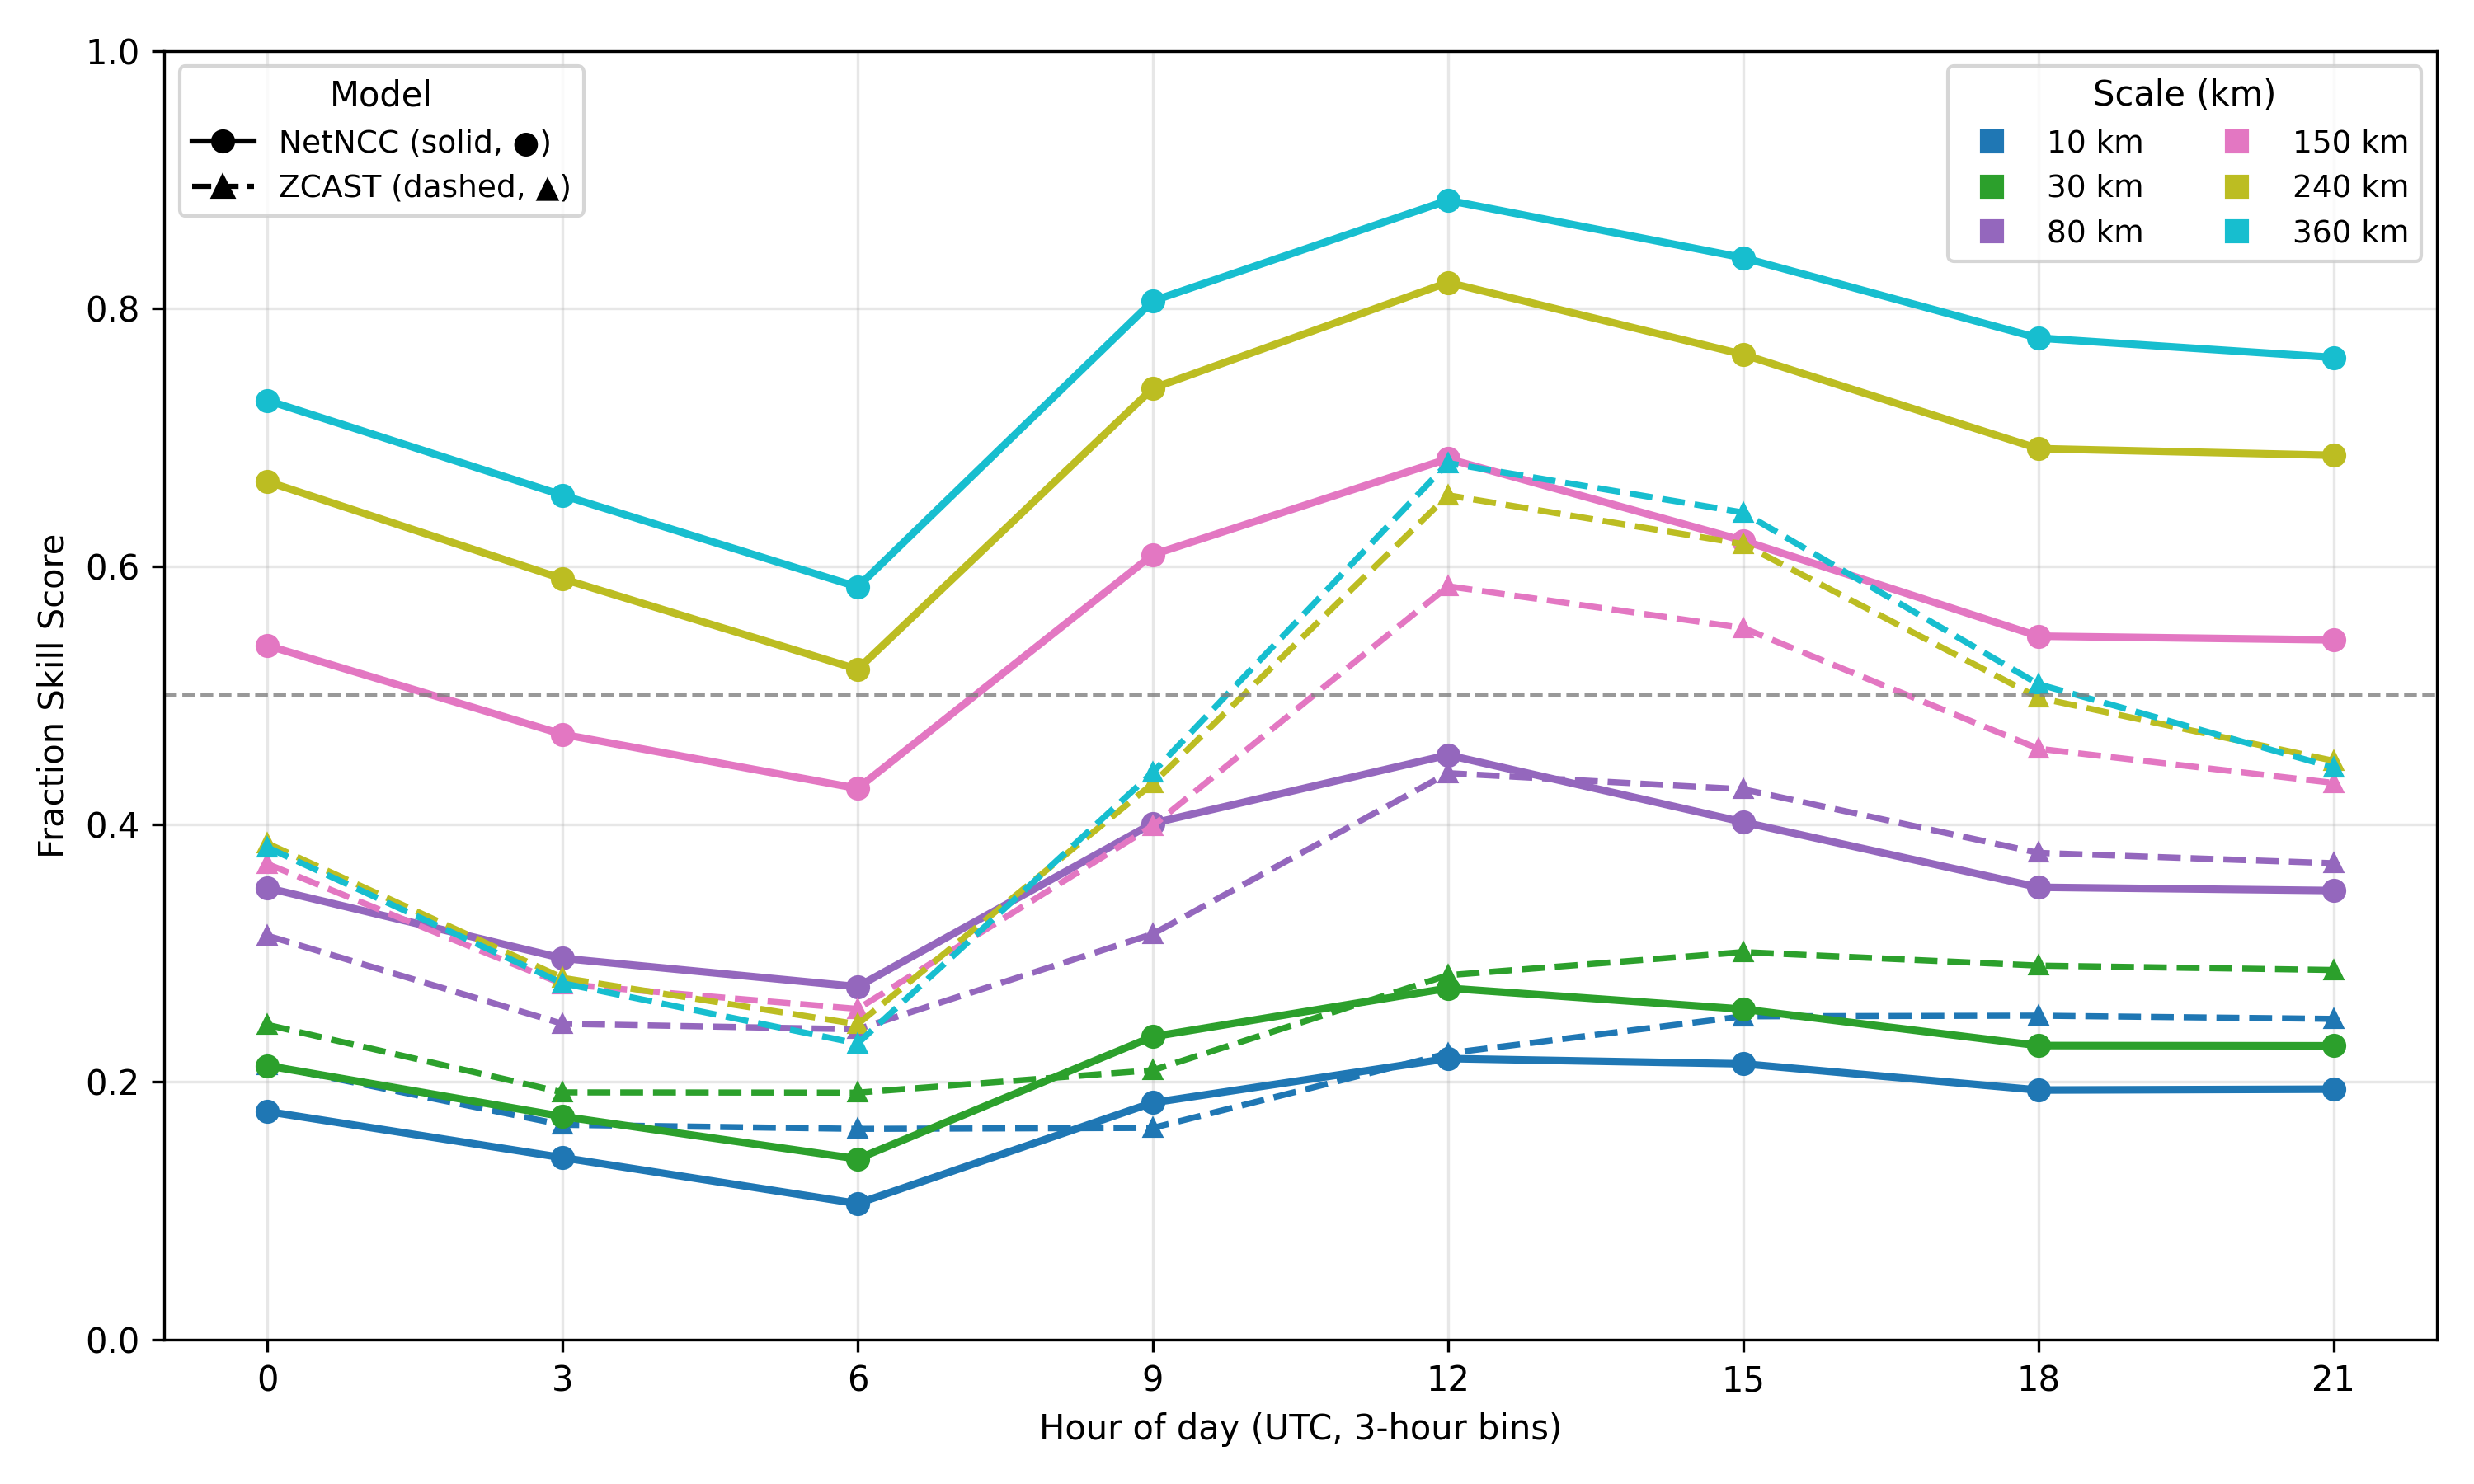 Model
NetNCC (solid, ●)
ZCAST (dashed, ▲)
Scale (km)
10 km
30 km
80 km
150 km
240 km
360 km
Fraction Skill Score
1.0
0.8
0.6
0.4
0.2
0.0
0 3 6 9 12 15 18 21
Hour of day (UTC, 3-hour bins)